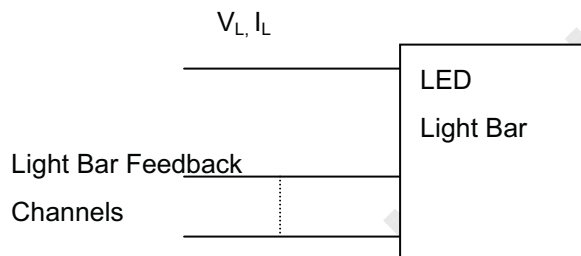 VL, IL
LED
Light Bar
Light Bar Feedback
Channels